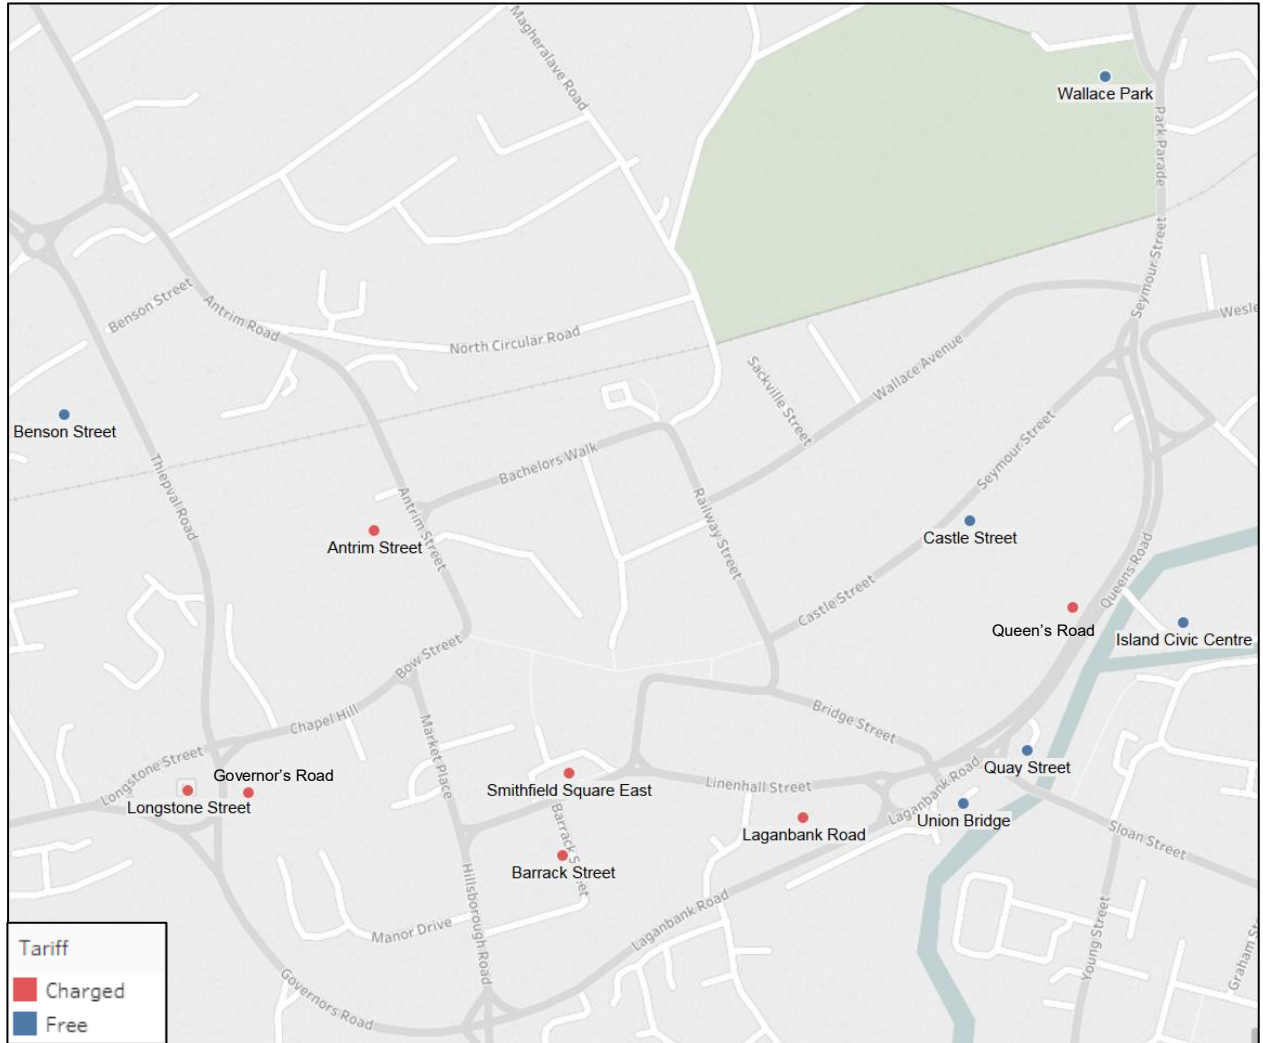 Magheralave Road
Wallace Park
Park Parade
Seymour Street
Benson Street
Antrim Road
North Circular Road
Wallace Avenue
Sackville Street
Benson Street
Seymour Street
Thiepval Road
Bachelors Walk
Antrim Street
Antrim Street
Railway Street
Castle Street
Castle Street
Queens Road
Queen's Road
Island Civic Centre
Bow Street
Chapel Hill
Market Place
Bridge Street
Longstone Street
Governor's Road
Longstone Street
Smithfield Square East
Linenhall Street
Laganbank Road
Quay Street
Laganbank Road
Union Bridge
Sloan Street
Barrack Street
Barrack Street
Hillsborough Road
Manor Drive
Laganbank Road
Young Street
Governors Road
Tariff
Charged
Free